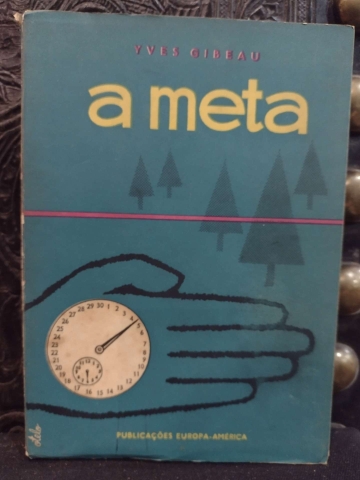 YVES GIBEAU
a meta
PUBLICAÇÕES EUROPA-AMÉRICA